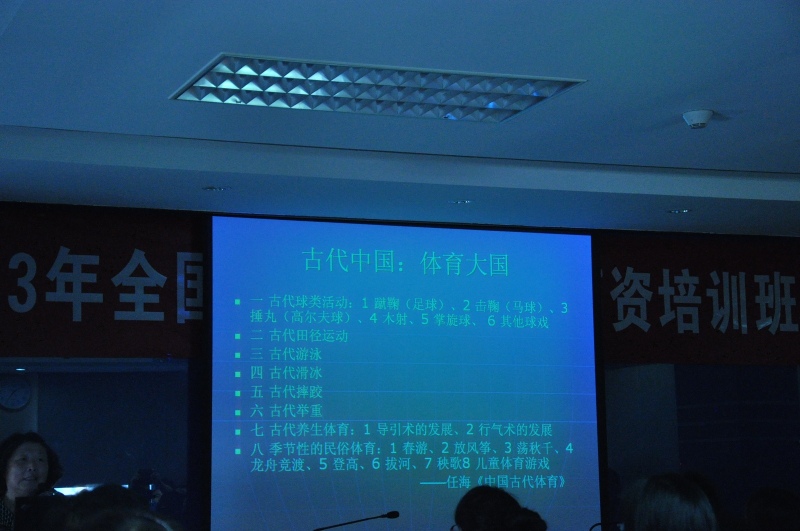 3年全国
资培训班
古代中国：体育大国
一 古代球类活动：1 蹴鞠（足球）、2 击鞠（马球）、3
捶丸（高尔夫球）、4 木射、5 掌旋球、6 其他球戏
二 古代田径运动
三 古代游泳
四 古代滑冰
五 古代摔跤
六 古代举重
七 古代养生体育：1 导引术的发展、2 行气术的发展
八 季节性的民俗体育：1 春游、2 放风筝、3 荡秋千、4
龙舟竞渡、5 登高、6 拔河、7 秧歌8 儿童体育游戏
——任海《中国古代体育》